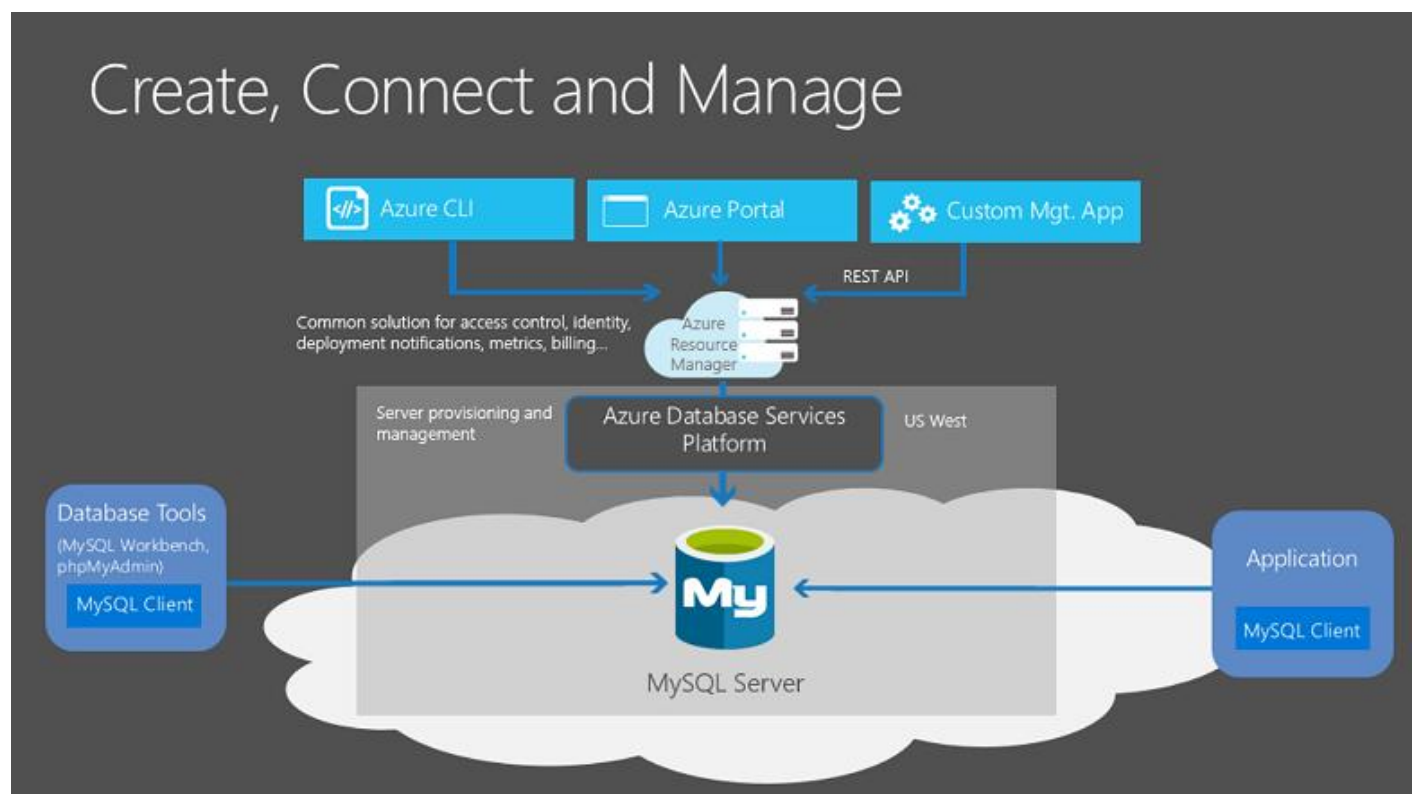 Create, Connect and Manage
Azure CLI
Azure Portal
Custom Mgt. App
REST API
Common solution for access control, identity,
deployment notifications, metrics, billing...
Azure
Resource
Manager
Server provisioning and
management
Azure Database Services
Platform
US West
Database Tools
(MySQL Workbench,
phpMyAdmin)
MySQL Client
My
MySQL Server
Application
MySQL Client